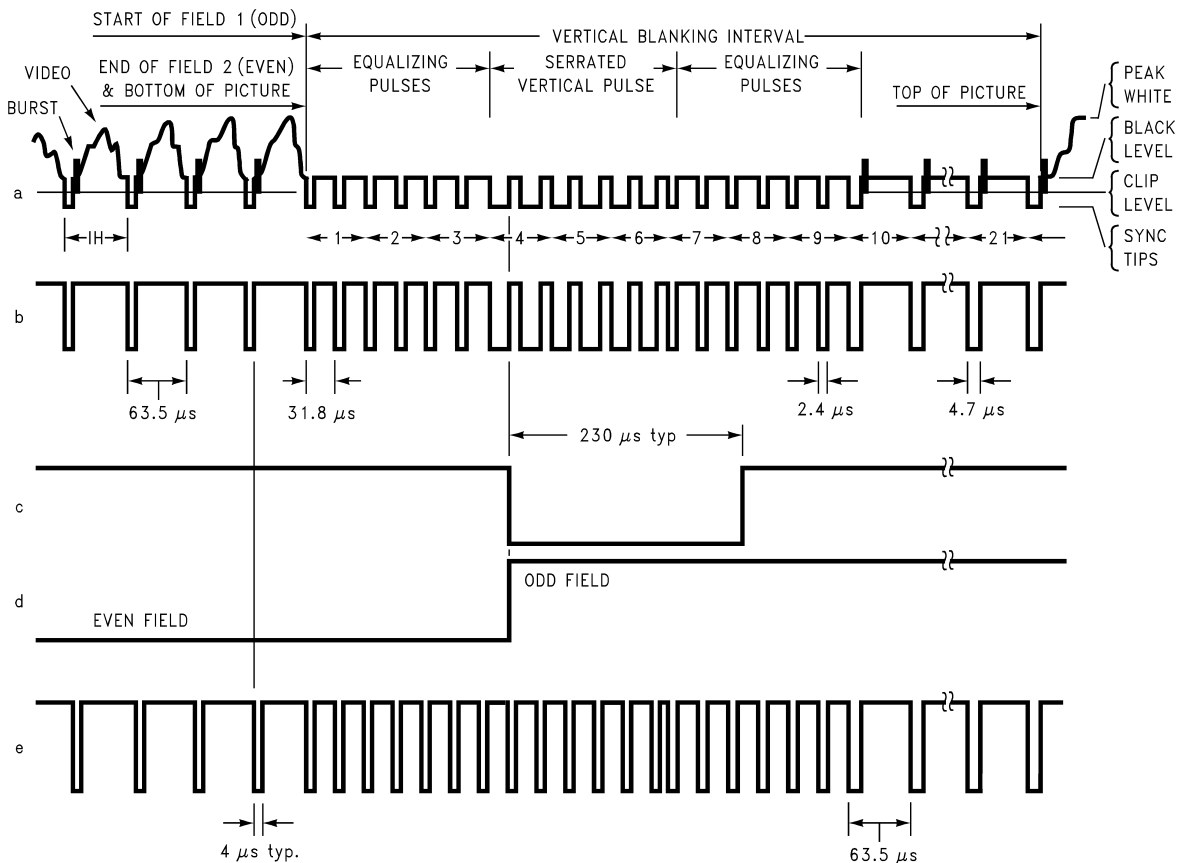 START OF FIELD 1 (ODD)
VERTICAL BLANKING INTERVAL
END OF FIELD 2 (EVEN)
& BOTTOM OF PICTURE
EQUALIZING
PULSES
SERRATED
VERTICAL PULSE
EQUALIZING
PULSES
TOP OF PICTURE
VIDEO
BURST
PEAK
WHITE
BLACK
LEVEL
CLIP
LEVEL
SYNC
TIPS
a
IH
1 2 3 4 5 6 7 8 9 10 21
b
63.5 μs
31.8 μs
2.4 μs
4.7 μs
230 μs typ
c
d
ODD FIELD
EVEN FIELD
e
4 μs typ.
63.5 μs